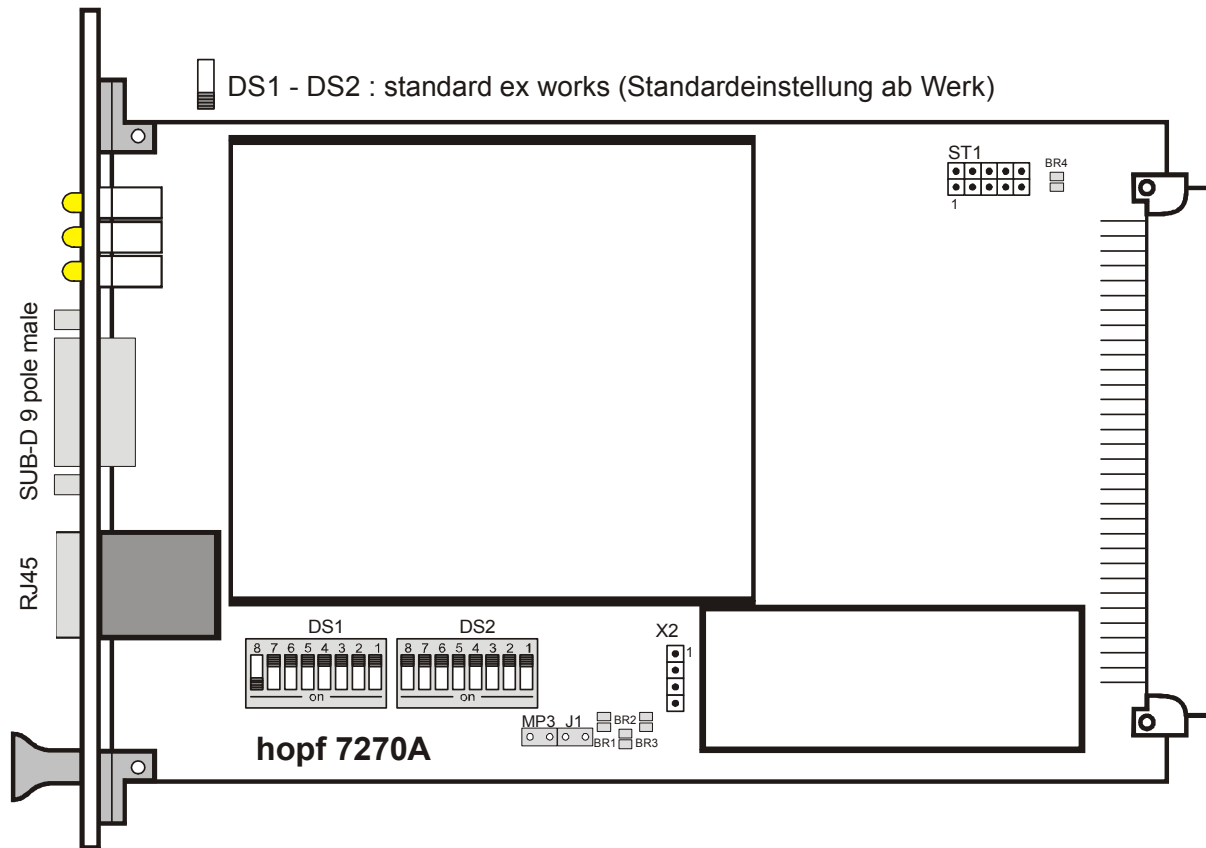 DS1 - DS2 : standard ex works (Standardeinstellung ab Werk)
ST1
BR4
1
SUB-D 9 pole male
RJ45
DS1
DS2
X2
8 7 6 5 4 3 2 1
8 7 6 5 4 3 2 1
1
on
on
MP3 J1
BR2
BR1
BR3
hopf 7270A